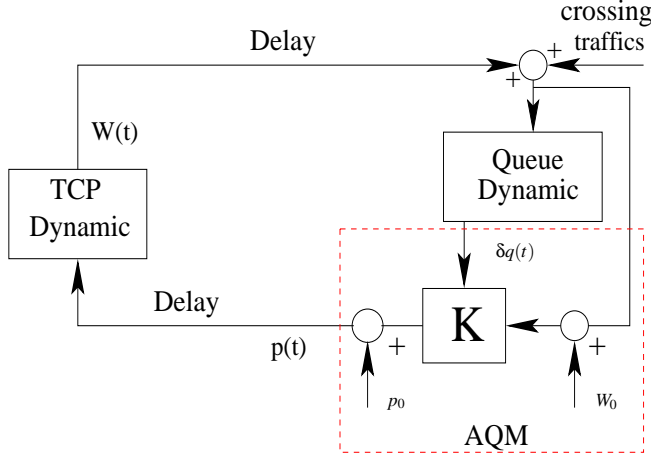 crossing
traffics
Delay
+
+
W(t)
Queue
Dynamic
TCP
Dynamic
δq(t)
Delay
K
p(t)
+
+
p₀
W₀
AQM